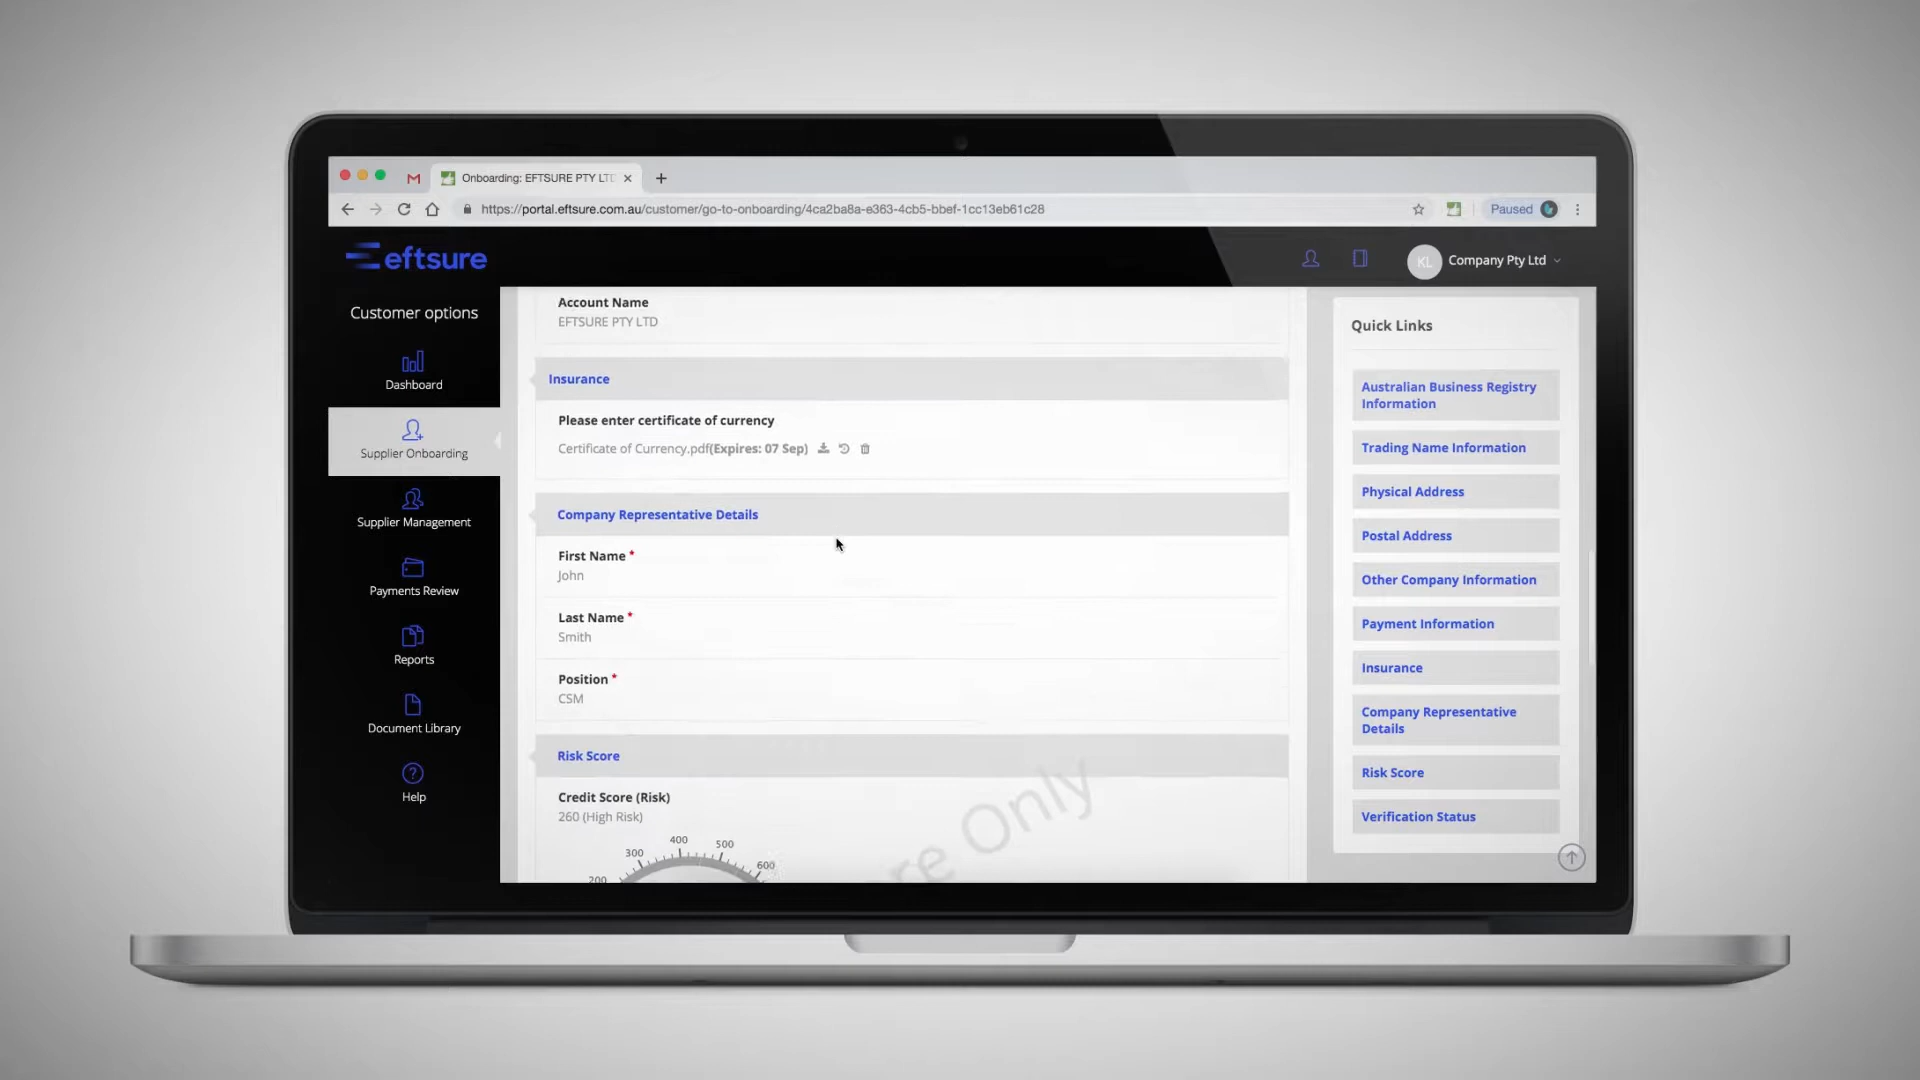 Onboarding: EFTSURE PTY LTD
https://portal.eftsure.com.au/customer/go-to-onboarding/4ca2ba8a-e363-4cb5-bbef-1cc13eb61c28
Paused
eftsure
KL
Company Pty Ltd
Customer options
Dashboard
Supplier Onboarding
Supplier Management
Payments Review
Reports
Document Library
Help
Account Name
EFTSURE PTY LTD
Insurance
Please enter certificate of currency
Certificate of Currency.pdf(Expires: 07 Sep)
Company Representative Details
First Name *
John
Last Name *
Smith
Position *
CSM
Risk Score
Credit Score (Risk)
260 (High Risk)
200
300
400
500
600
Only
Quick Links
Australian Business Registry
Information
Trading Name Information
Physical Address
Postal Address
Other Company Information
Payment Information
Insurance
Company Representative
Details
Risk Score
Verification Status